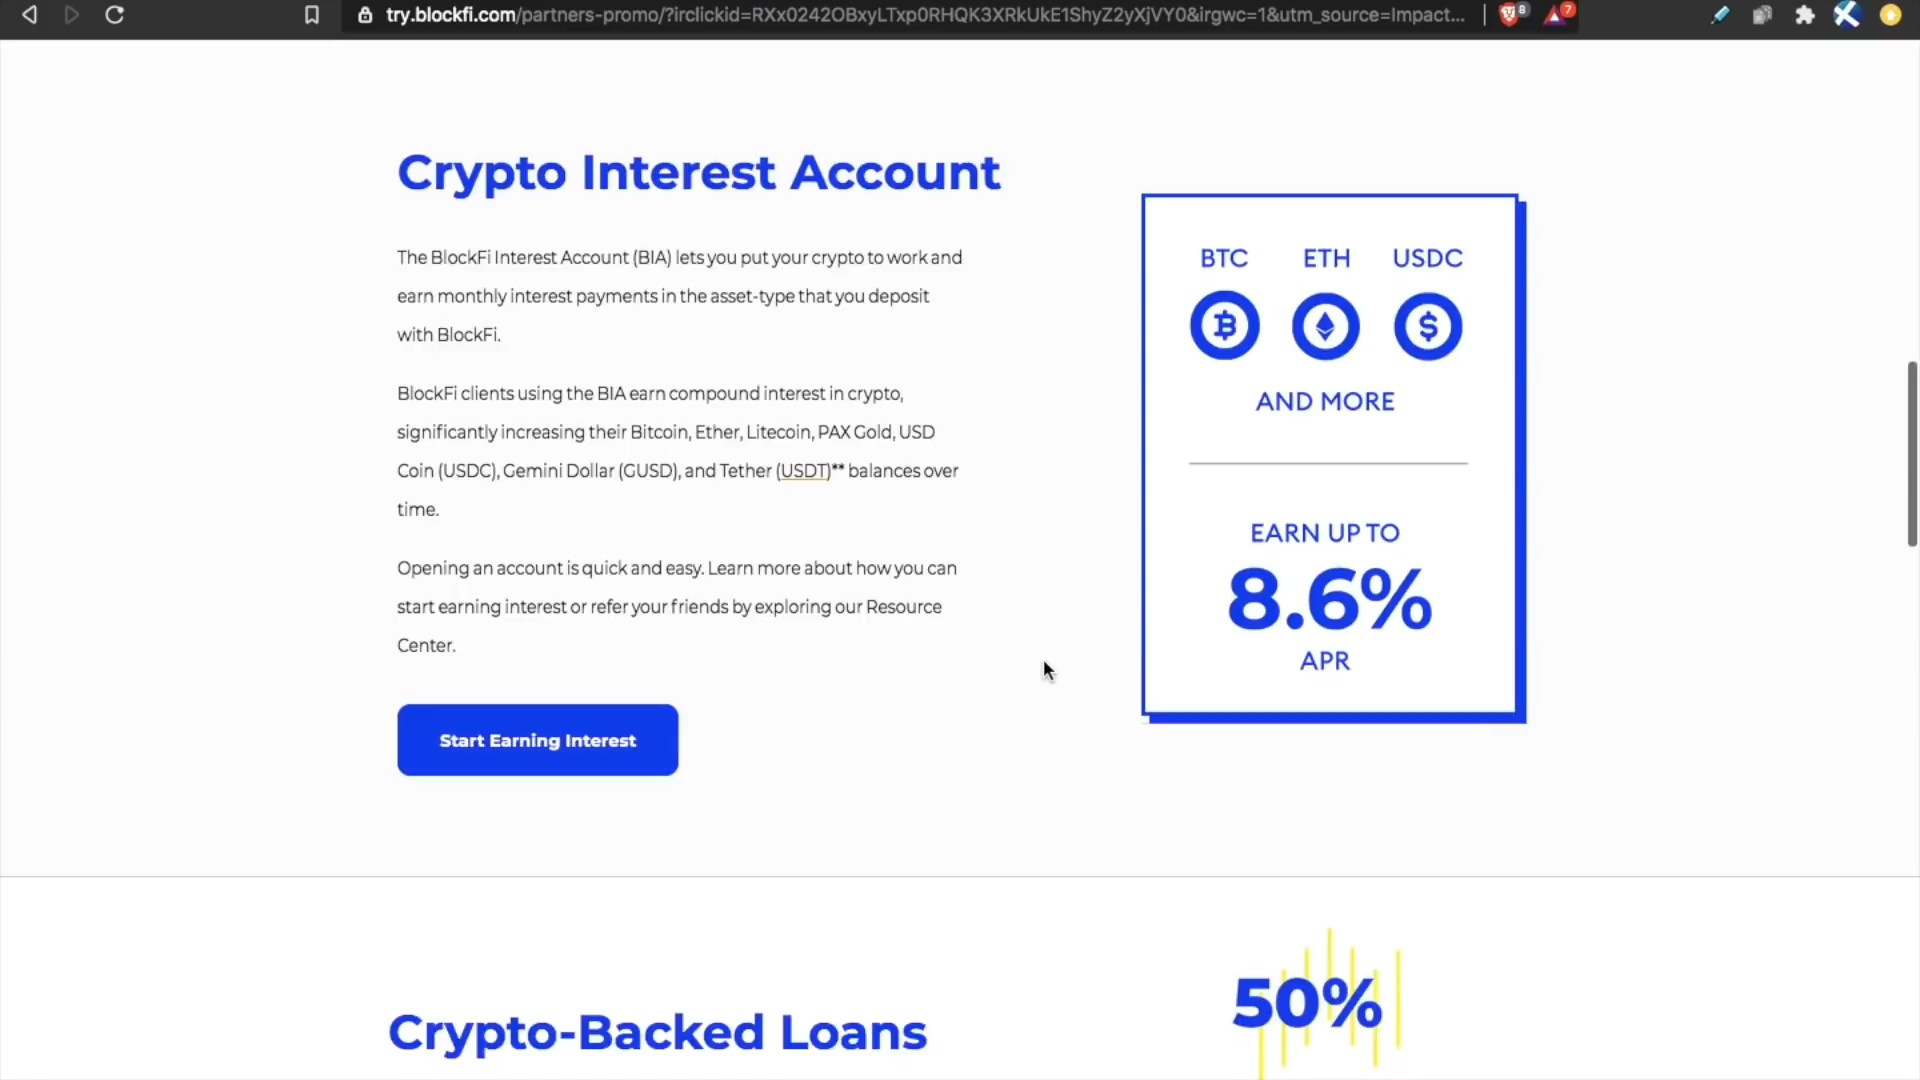 try.blockfi.com/partners-promo/?irclickid=RXx0242OBxyLTxp0RHQK3XRkUkE1ShyZ2yXjVY0&irgwc=1&utm_source=Impact...
8
7
Crypto Interest Account
The BlockFi Interest Account (BIA) lets you put your crypto to work and
earn monthly interest payments in the asset-type that you deposit
with BlockFi.
BlockFi clients using the BIA earn compound interest in crypto,
significantly increasing their Bitcoin, Ether, Litecoin, PAX Gold, USD
Coin (USDC), Gemini Dollar (GUSD), and Tether (USDT)** balances over
time.
Opening an account is quick and easy. Learn more about how you can
start earning interest or refer your friends by exploring our Resource
Center.
Start Earning Interest
BTC ETH USDC
AND MORE
EARN UP TO
8.6%
APR
Crypto-Backed Loans
50%